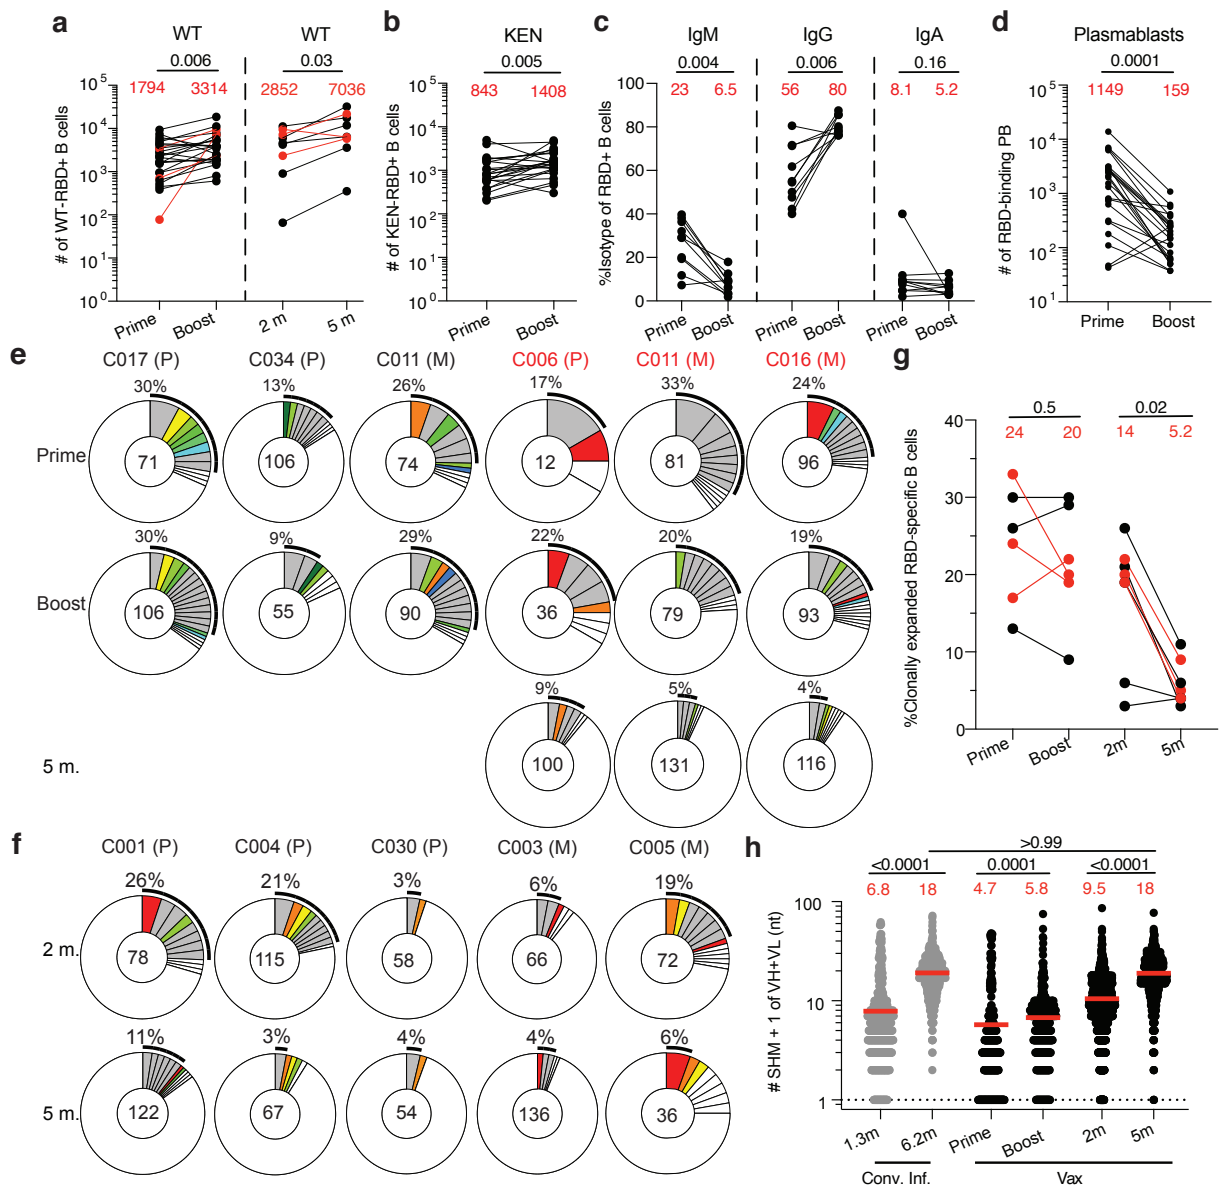 a
WT
WT
0.006
0.03
1794
3314
2852
7036
# of WT-RBD+ B cells
10^5
10^4
10^3
10^2
10^1
10^0
Prime
Boost
2 m
5 m
b
KEN
0.005
843
1408
# of KEN-RBD+ B cells
10^5
10^4
10^3
10^2
10^1
10^0
Prime
Boost
c
IgM
IgG
IgA
0.004
0.006
0.16
23
6.5
56
80
8.1
5.2
%Isotype of RBD+ B cells
100
80
60
40
20
0
Prime
Boost
Prime
Boost
Prime
Boost
d
Plasmablasts
0.0001
1149
159
# of RBD-binding PB
10^5
10^4
10^3
10^2
10^1
Prime
Boost
e
C017 (P)
C034 (P)
C011 (M)
C006 (P)
C011 (M)
C016 (M)
Prime
30%
13%
26%
17%
33%
24%
71
106
74
12
81
96
Boost
30%
9%
29%
22%
20%
19%
106
55
90
36
79
93
5 m.
9%
5%
4%
100
131
116
g
0.5
0.02
24
20
14
5.2
%Clonally expanded RBD-specific B cells
40
30
20
10
0
Prime
Boost
2m
5m
f
C001 (P)
C004 (P)
C030 (P)
C003 (M)
C005 (M)
2 m.
26%
21%
3%
6%
19%
78
115
58
66
72
5 m.
11%
3%
4%
4%
6%
122
67
54
136
36
h
>0.99
<0.0001
0.0001
<0.0001
6.8
18
4.7
5.8
9.5
18
# SHM + 1 of VH+VL (nt)
100
10
1
1.3m
6.2m
Prime
Boost
2m
5m
Conv. Inf.
Vax